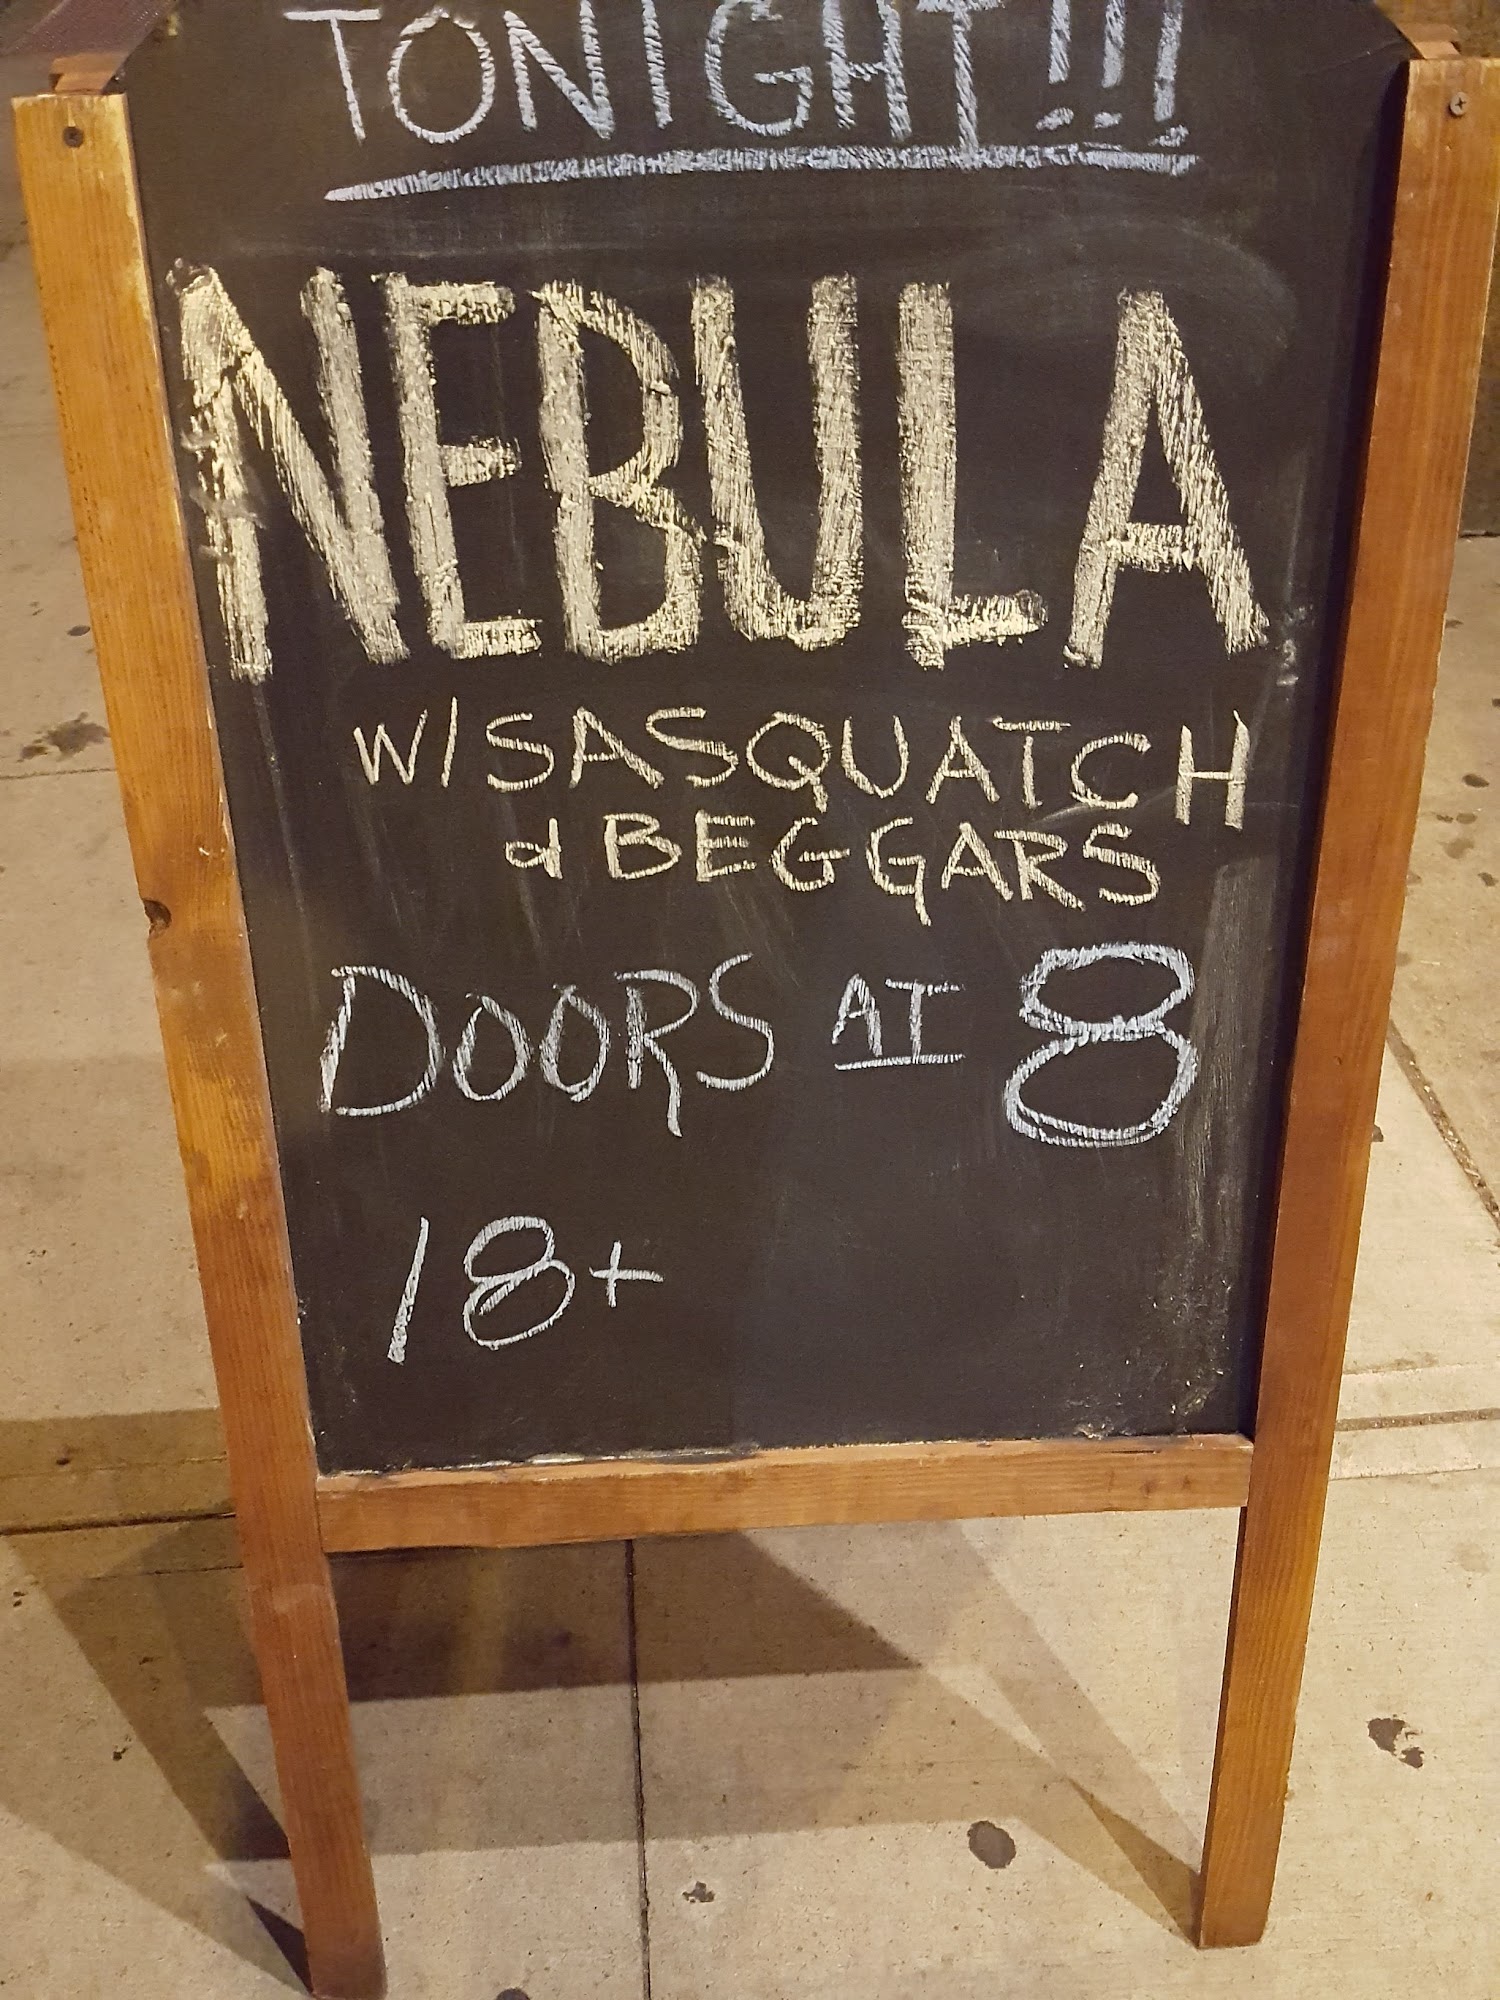 TONIGHT!!!
NEBULA
W/SASQUATCH
& BEGGARS
DOORS AT 8
18+